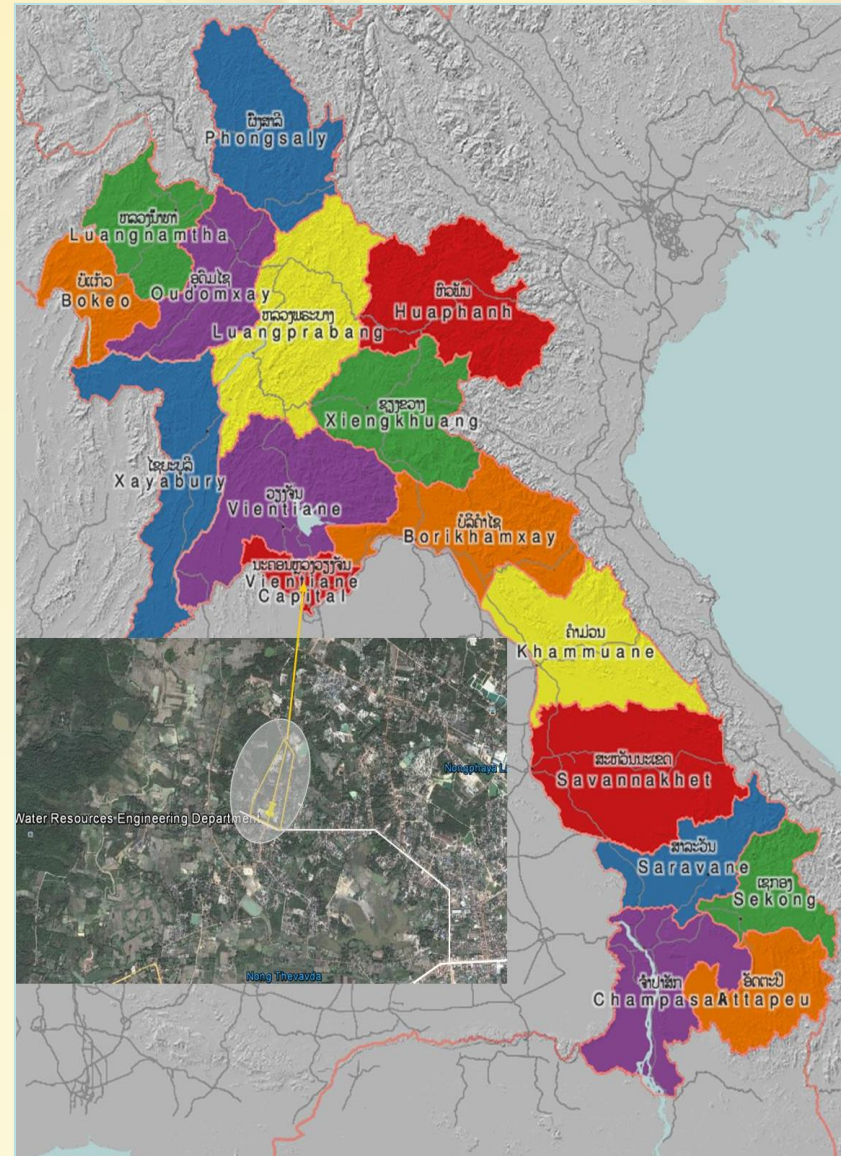 ຜົ້ງສາລີ
Phongsaly
ຫລວງນໍ້າທາ
Luangnamtha
ບໍ່ແກ້ວ
Bokeo
ອຸດົມໄຊ
Oudomxay
ຫລວງພຣະບາງ
Luangprabang
ຫົວພັນ
Huaphanh
ຊຽງຂວາງ
Xiengkhuang
ໄຊຍະບູລີ
Xayabury
ວຽງຈັນ
Vientiane
ບໍລິຄໍາໄຊ
Borikhamxay
ນະຄອນຫຼວງວຽງຈັນ
Vientiane
Capital
ຄໍາມ່ວນ
Khammuane
ສະຫວັນນະເຂດ
Savannakhet
Nongphaya
Water Resources Engineering Department
Nong Thevavda
ສາລະວັນ
Saravane
ເຊກອງ
Sekong
ຈໍາປາສັກ
Champasak
ອັດຕະປື
Attapeu